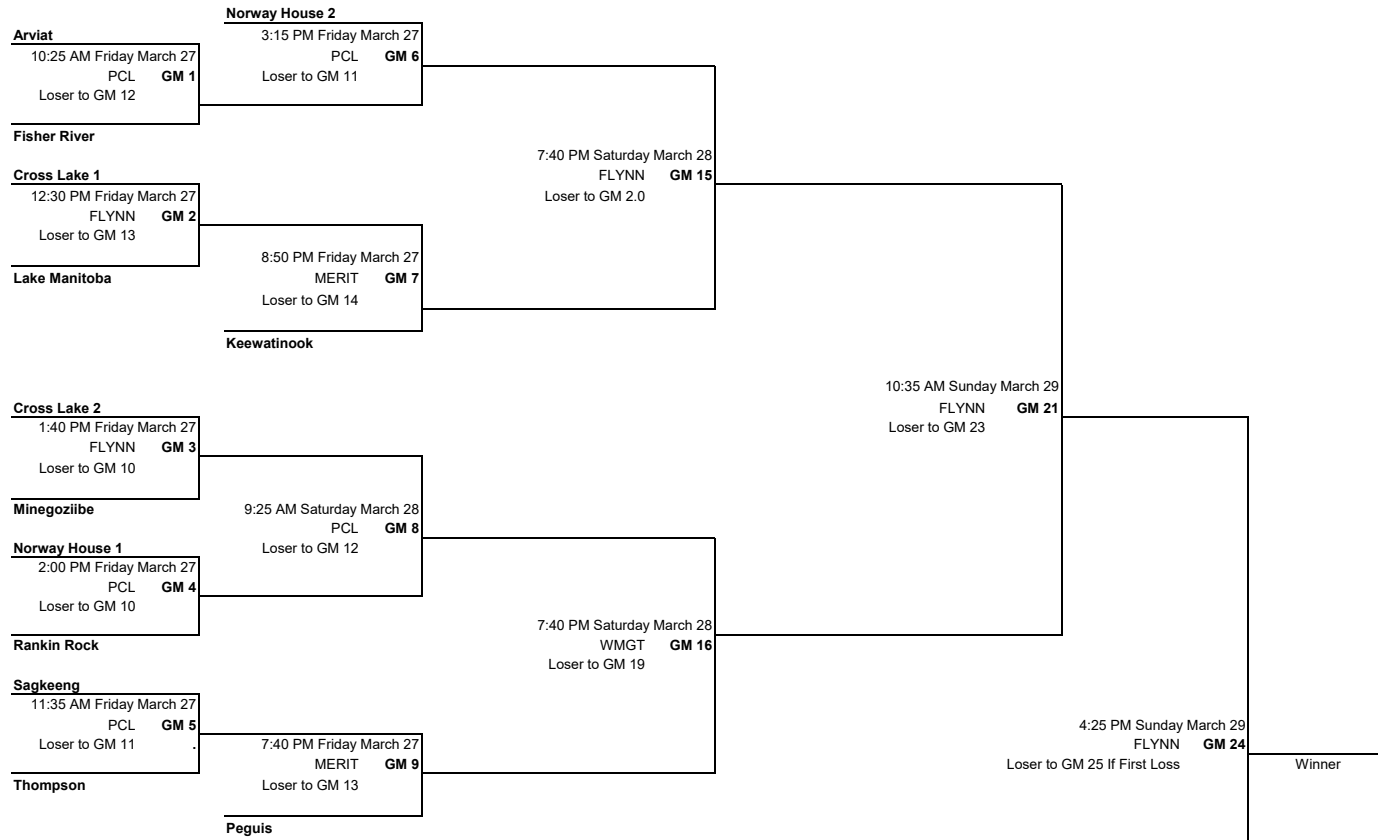 Norway House 2
Arviat
3:15 PM Friday March 27
10:25 AM Friday March 27
PCL GM 6
PCL GM 1
Loser to GM 11
Loser to GM 12
Fisher River
7:40 PM Saturday March 28
Cross Lake 1
FLYNN GM 15
12:30 PM Friday March 27
Loser to GM 2.0
FLYNN GM 2
Loser to GM 13
8:50 PM Friday March 27
Lake Manitoba
MERIT GM 7
Loser to GM 14
Keewatinook
10:35 AM Sunday March 29
Cross Lake 2
FLYNN GM 21
1:40 PM Friday March 27
Loser to GM 23
FLYNN GM 3
Loser to GM 10
Minegoziibe
9:25 AM Saturday March 28
PCL GM 8
Norway House 1
Loser to GM 12
2:00 PM Friday March 27
PCL GM 4
Loser to GM 10
7:40 PM Saturday March 28
Rankin Rock
WMGT GM 16
Loser to GM 19
Sagkeeng
11:35 AM Friday March 27
PCL GM 5
4:25 PM Sunday March 29
Loser to GM 11 .
7:40 PM Friday March 27
FLYNN GM 24
MERIT GM 9
Loser to GM 25 If First Loss
Winner
Thompson
Loser to GM 13
Peguis